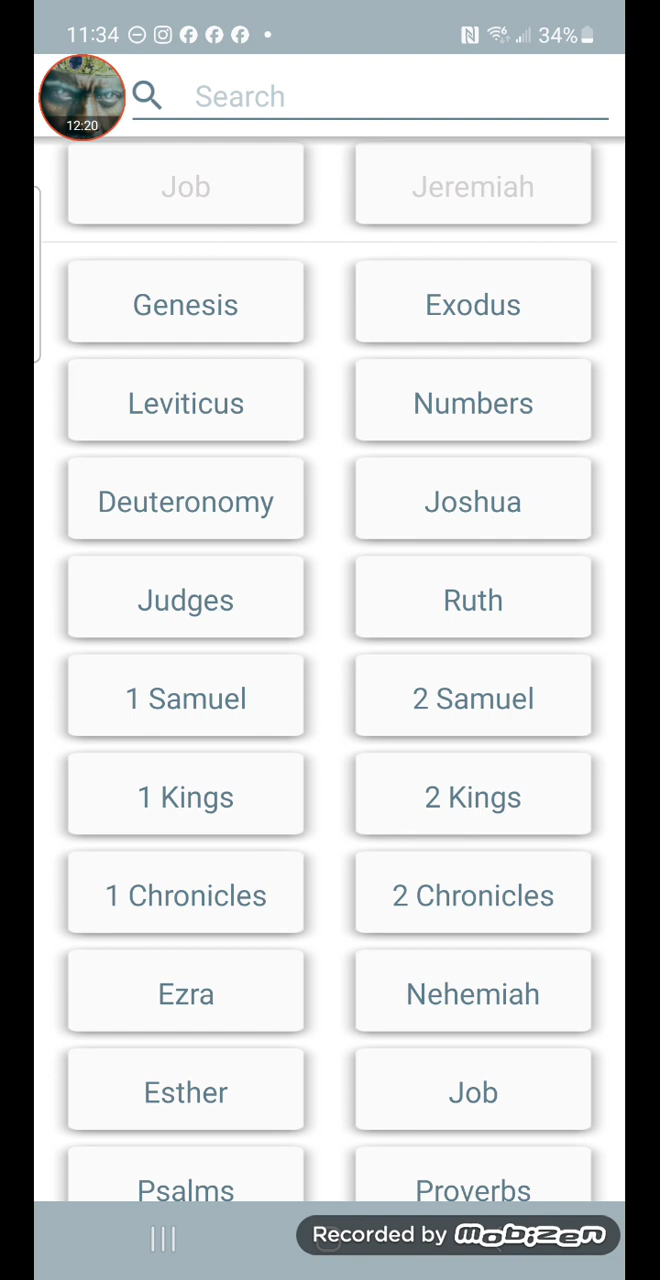 11:34 34%
12:20
Search
Job Jeremiah
Genesis Exodus
Leviticus Numbers
Deuteronomy Joshua
Judges Ruth
1 Samuel 2 Samuel
1 Kings 2 Kings
1 Chronicles 2 Chronicles
Ezra Nehemiah
Esther Job
Psalms Proverbs
Recorded by mobizen